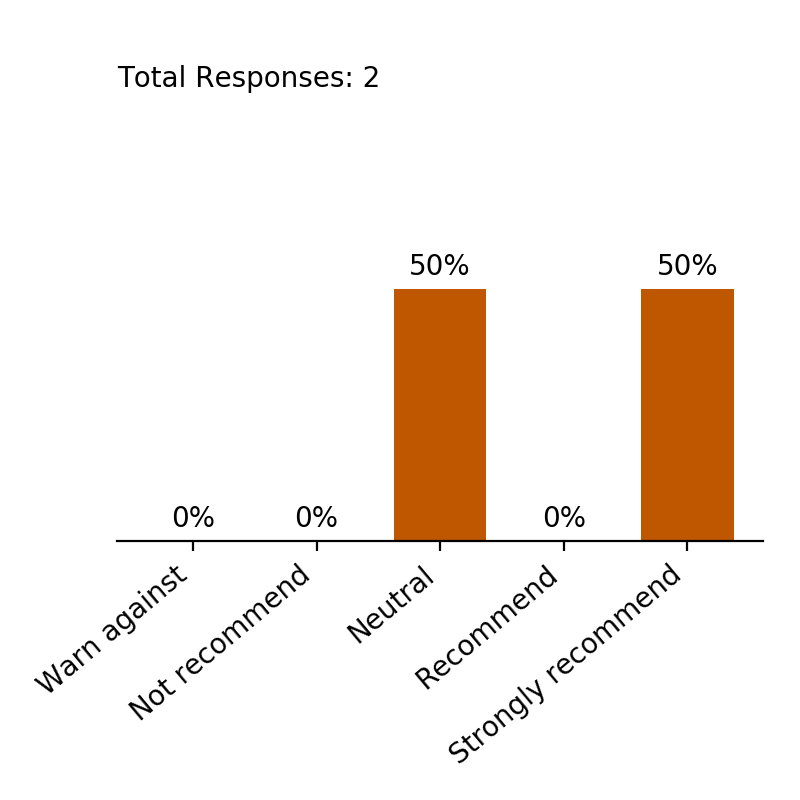 Total Responses: 2
50%
50%
0%
0%
0%
Warn against
Not recommend
Neutral
Recommend
Strongly recommend